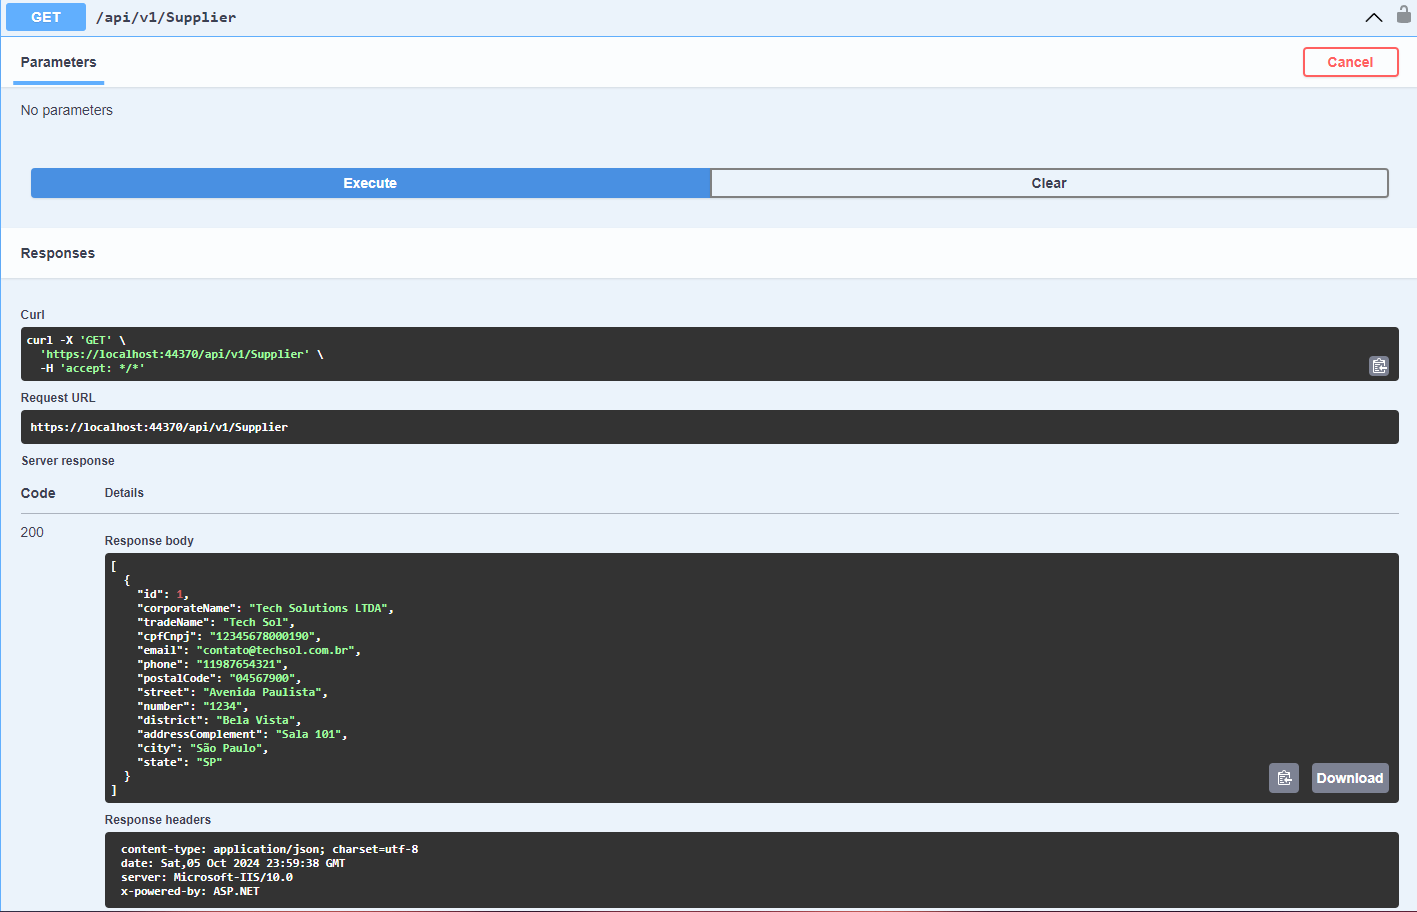 GET /api/v1/Supplier
Parameters
Cancel
No parameters
Execute
Clear
Responses
Curl
curl -X 'GET' \
'https://localhost:44370/api/v1/Supplier' \
-H 'accept: */*'
Request URL
https://localhost:44370/api/v1/Supplier
Server response
Code Details
200
Response body
[
{
"id": 1,
"corporateName": "Tech Solutions LTDA",
"tradeName": "Tech Sol",
"cpfCnpj": "12345678000190",
"email": "contato@techsol.com.br",
"phone": "11987654321",
"postalCode": "04567900",
"street": "Avenida Paulista",
"number": "1234",
"district": "Bela Vista",
"addressComplement": "Sala 101",
"city": "São Paulo",
"state": "SP"
}
]
Download
Response headers
content-type: application/json; charset=utf-8
date: Sat,05 Oct 2024 23:59:38 GMT
server: Microsoft-IIS/10.0
x-powered-by: ASP.NET